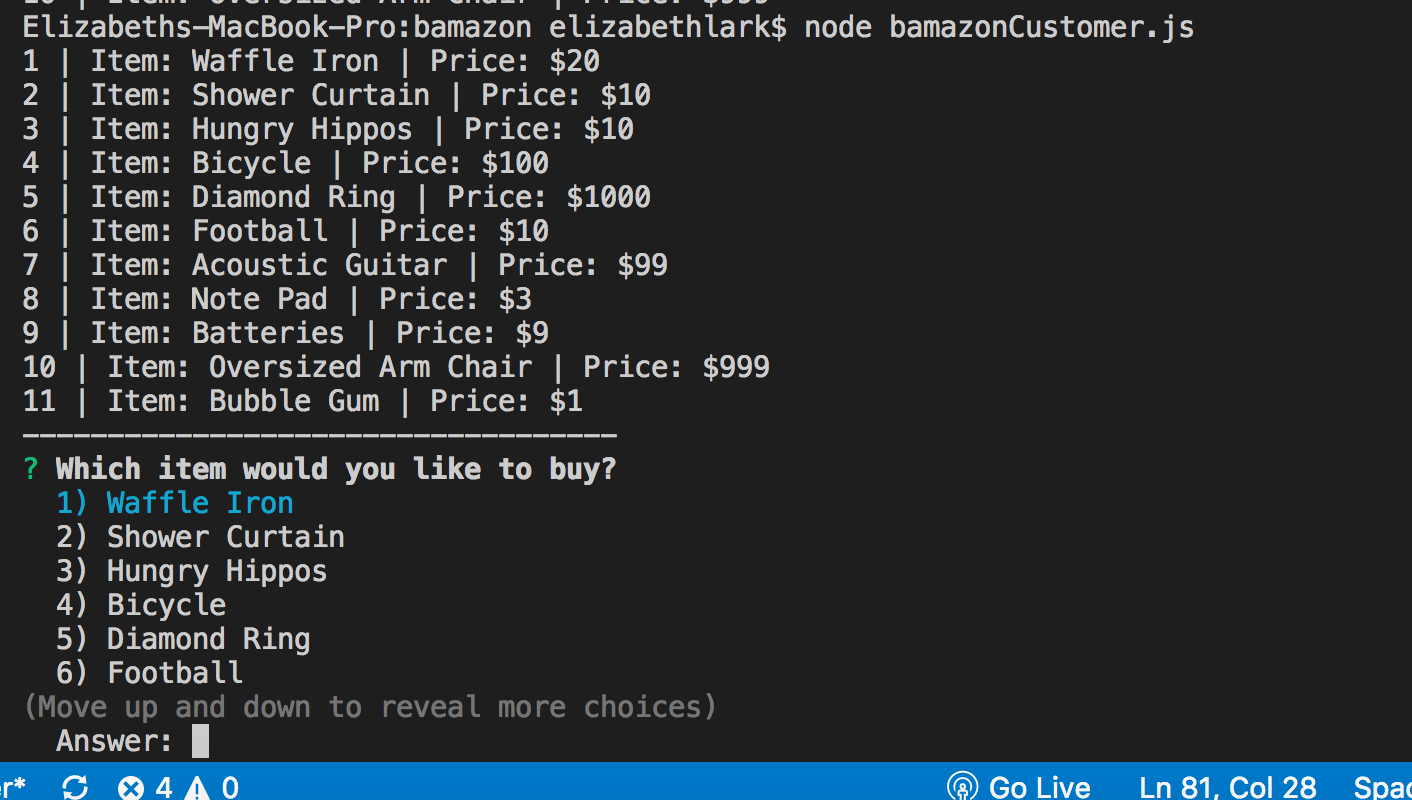 10 | Item: Oversized Arm Chair | Price: $999
Elizabeths-MacBook-Pro:bamazon elizabethlark$ node bamazonCustomer.js
1 | Item: Waffle Iron | Price: $20
2 | Item: Shower Curtain | Price: $10
3 | Item: Hungry Hippos | Price: $10
4 | Item: Bicycle | Price: $100
5 | Item: Diamond Ring | Price: $1000
6 | Item: Football | Price: $10
7 | Item: Acoustic Guitar | Price: $99
8 | Item: Note Pad | Price: $3
9 | Item: Batteries | Price: $9
10 | Item: Oversized Arm Chair | Price: $999
11 | Item: Bubble Gum | Price: $1
-----------------------------------
? Which item would you like to buy?
1) Waffle Iron
2) Shower Curtain
3) Hungry Hippos
4) Bicycle
5) Diamond Ring
6) Football
(Move up and down to reveal more choices)
Answer:
r* 4 0 Go Live Ln 81, Col 28 Spac